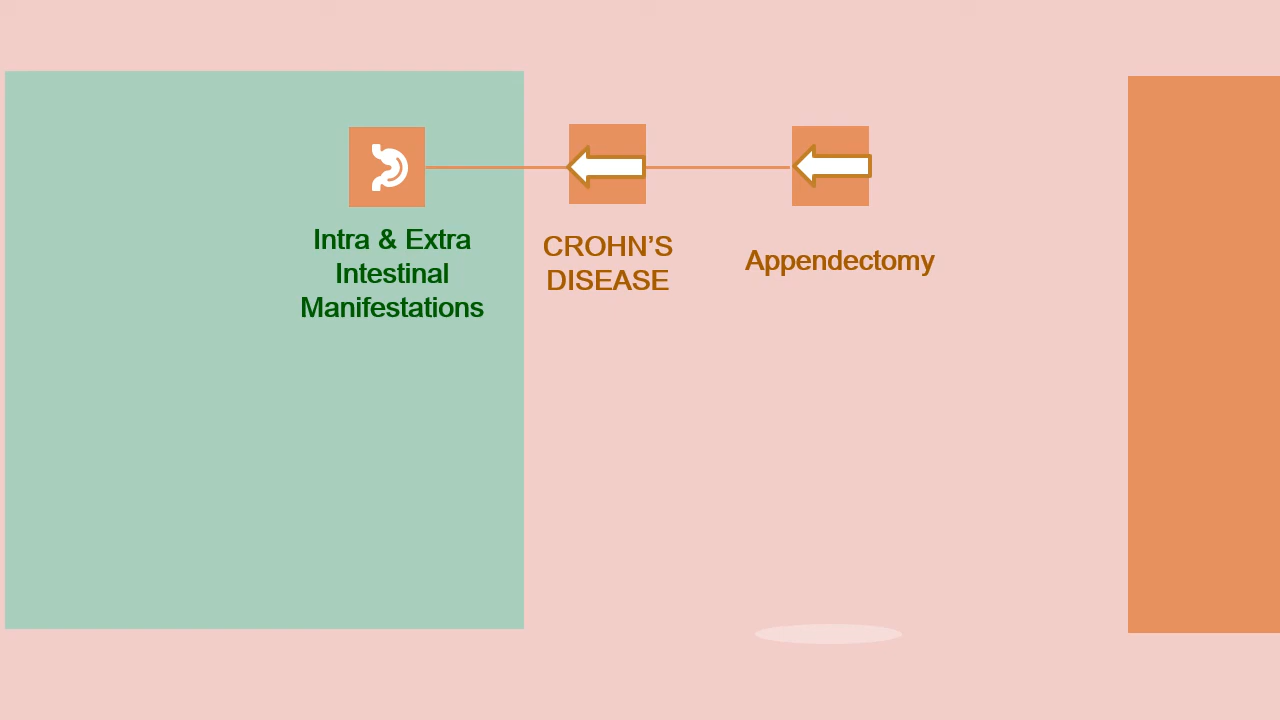 Intra & Extra
Intestinal
Manifestations
CROHN’S
DISEASE
Appendectomy